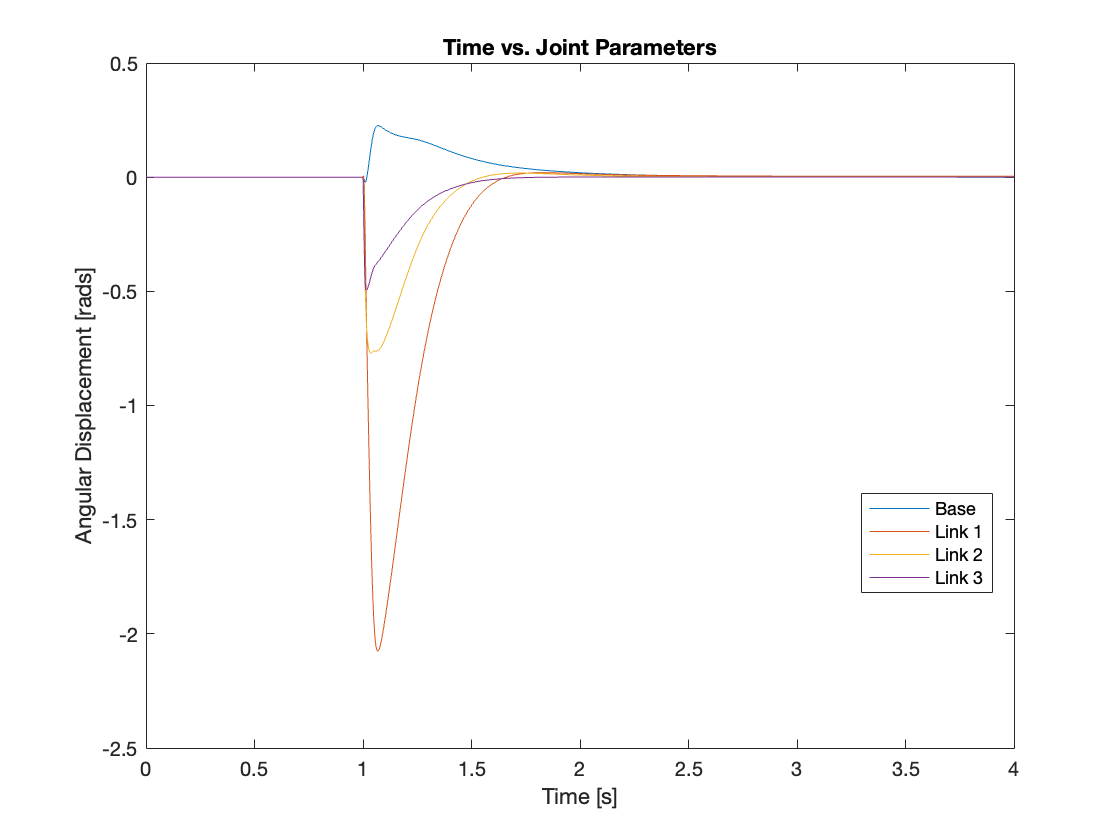 Time vs. Joint Parameters
0.5
0
-0.5
-1
-1.5
-2
-2.5
Angular Displacement [rads]
Base
Link 1
Link 2
Link 3
0 0.5 1 1.5 2 2.5 3 3.5 4
Time [s]